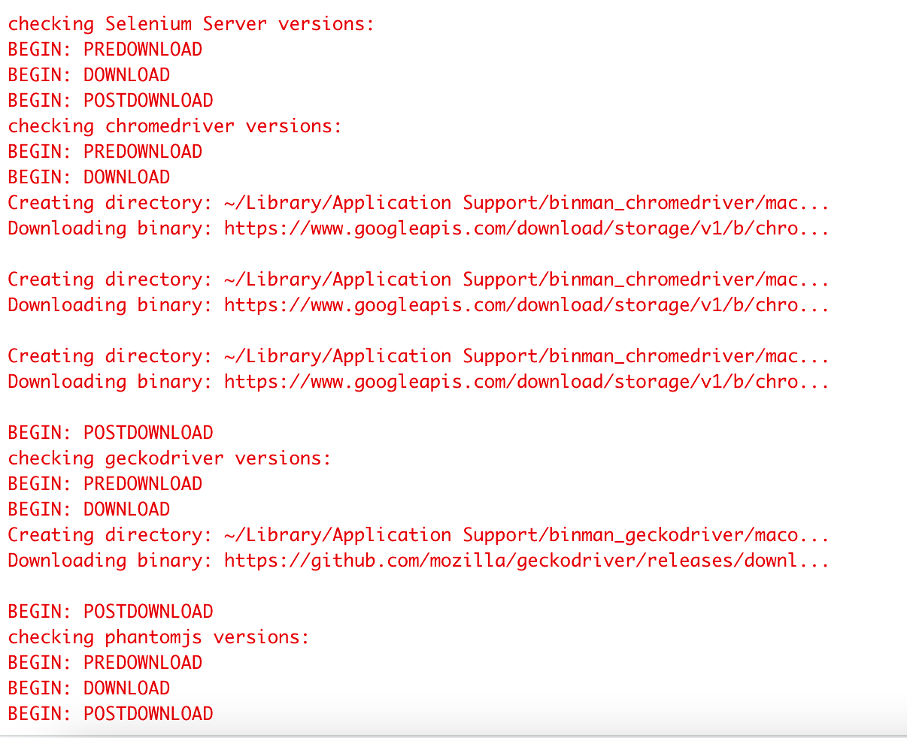 checking Selenium Server versions:
BEGIN: PREDOWNLOAD
BEGIN: DOWNLOAD
BEGIN: POSTDOWNLOAD
checking chromedriver versions:
BEGIN: PREDOWNLOAD
BEGIN: DOWNLOAD
Creating directory: ~/Library/Application Support/binman_chromedriver/mac...
Downloading binary: https://www.googleapis.com/download/storage/v1/b/chro...
Creating directory: ~/Library/Application Support/binman_chromedriver/mac...
Downloading binary: https://www.googleapis.com/download/storage/v1/b/chro...
Creating directory: ~/Library/Application Support/binman_chromedriver/mac...
Downloading binary: https://www.googleapis.com/download/storage/v1/b/chro...
BEGIN: POSTDOWNLOAD
checking geckodriver versions:
BEGIN: PREDOWNLOAD
BEGIN: DOWNLOAD
Creating directory: ~/Library/Application Support/binman_geckodriver/maco...
Downloading binary: https://github.com/mozilla/geckodriver/releases/downl...
BEGIN: POSTDOWNLOAD
checking phantomjs versions:
BEGIN: PREDOWNLOAD
BEGIN: DOWNLOAD
BEGIN: POSTDOWNLOAD